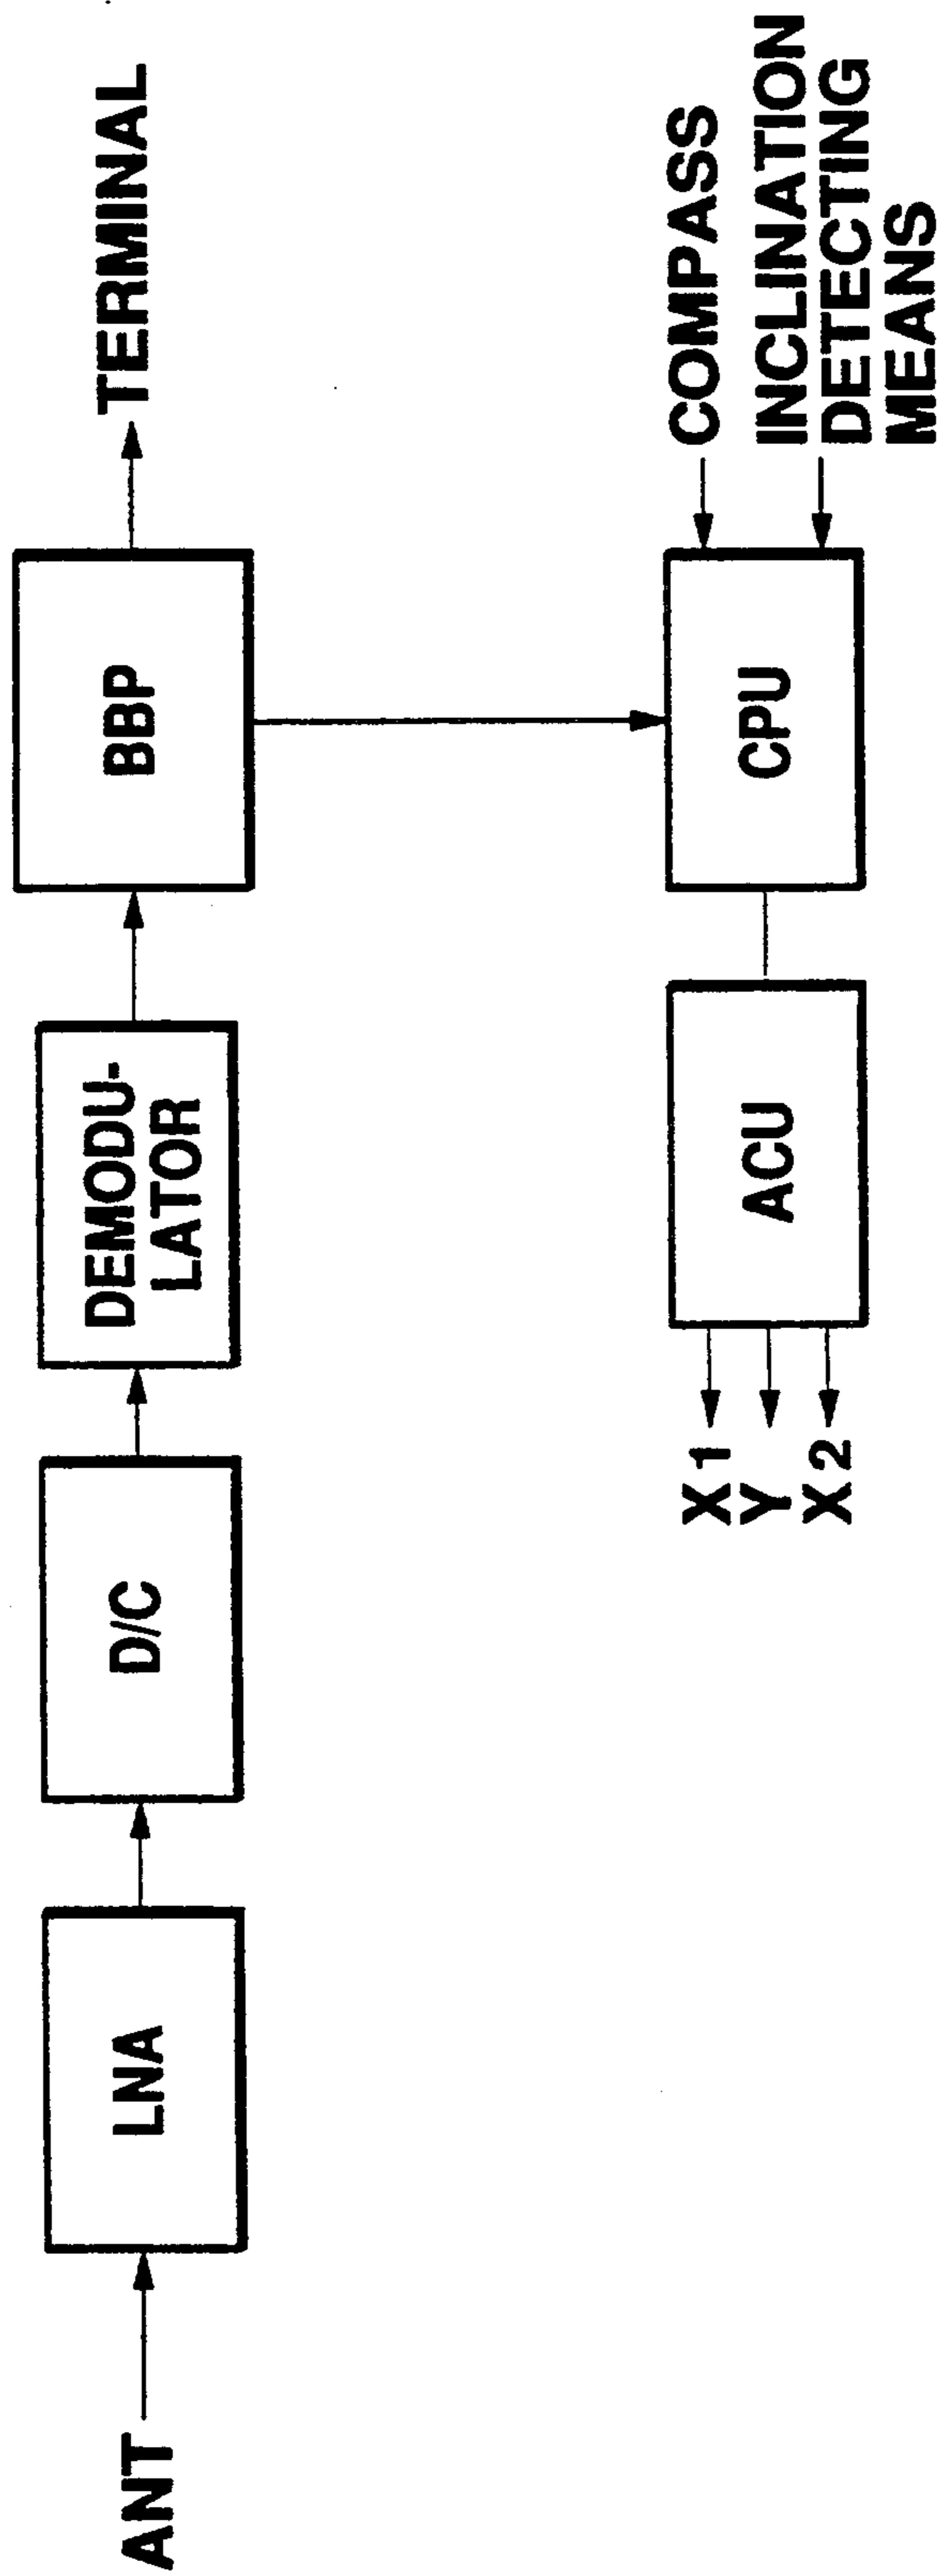 ANT
LNA
D/C
DEMODU-
LATOR
BBP
TERMINAL
X1
Y
X2
ACU
CPU
COMPASS
INCLINATION
DETECTING
MEANS